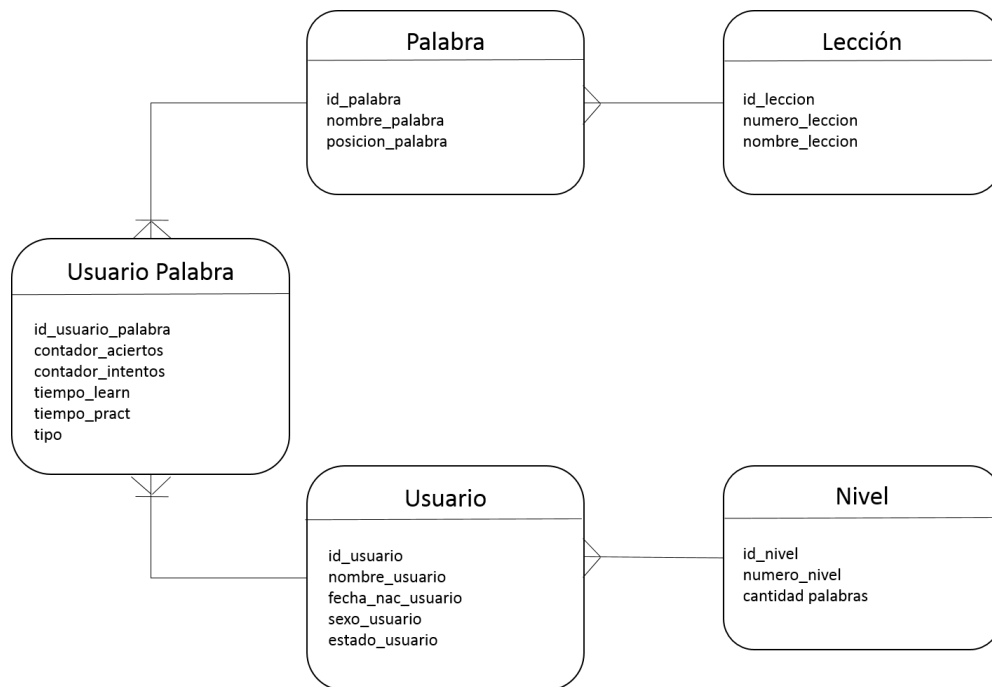 Palabra
id_palabra
nombre_palabra
posicion_palabra
Lección
id_leccion
numero_leccion
nombre_leccion
Usuario Palabra
id_usuario_palabra
contador_aciertos
contador_intentos
tiempo_learn
tiempo_pract
tipo
Usuario
id_usuario
nombre_usuario
fecha_nac_usuario
sexo_usuario
estado_usuario
Nivel
id_nivel
numero_nivel
cantidad palabras